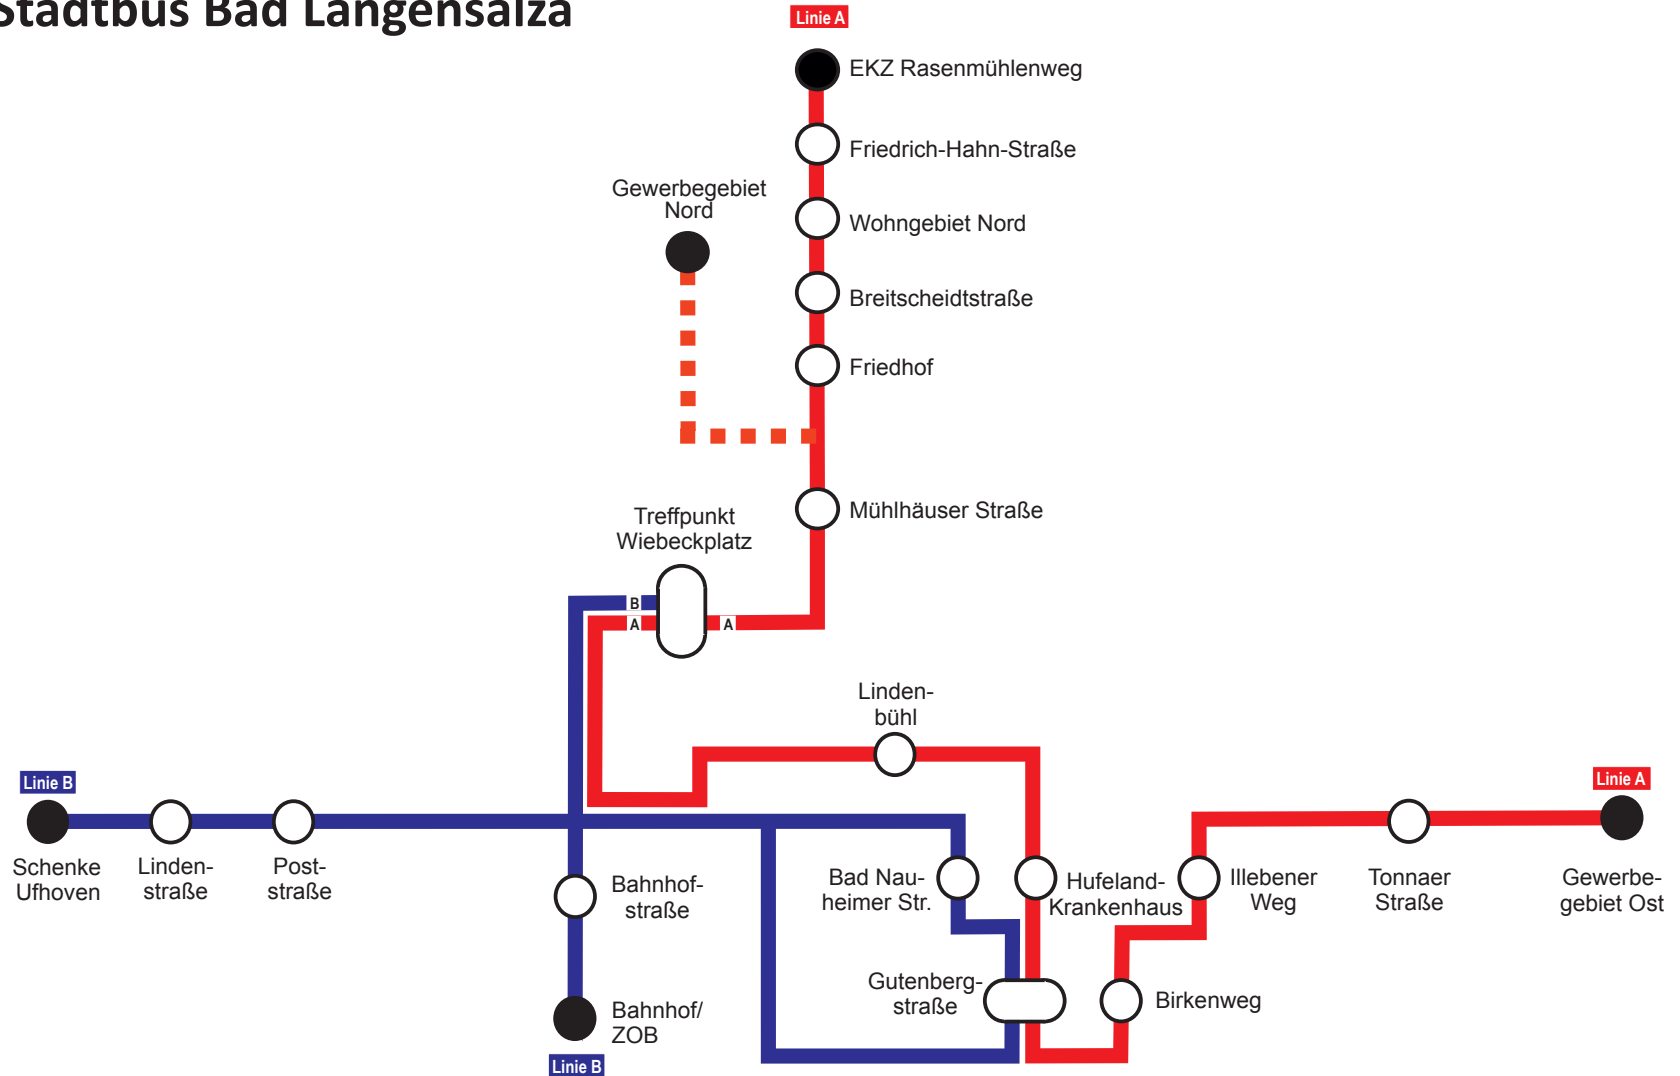 Stadtbus Bad Langensalza
Linie A
EKZ Rasenmühlenweg
Friedrich-Hahn-Straße
Gewerbegebiet
Nord
Wohngebiet Nord
Breitscheidtstraße
Friedhof
Mühlhäuser Straße
Treffpunkt
Wiebeckplatz
B
A
A
Linden-
bühl
Linie B
Linie A
Schenke
Ufhoven
Linden-
straße
Post-
straße
Bahnhof-
straße
Bad Nau-
heimer Str.
Hufeland-
Krankenhaus
Illebener
Weg
Tonnaer
Straße
Gewerbe-
gebiet Ost
Gutenberg-
straße
Birkenweg
Bahnhof/
ZOB
Linie B